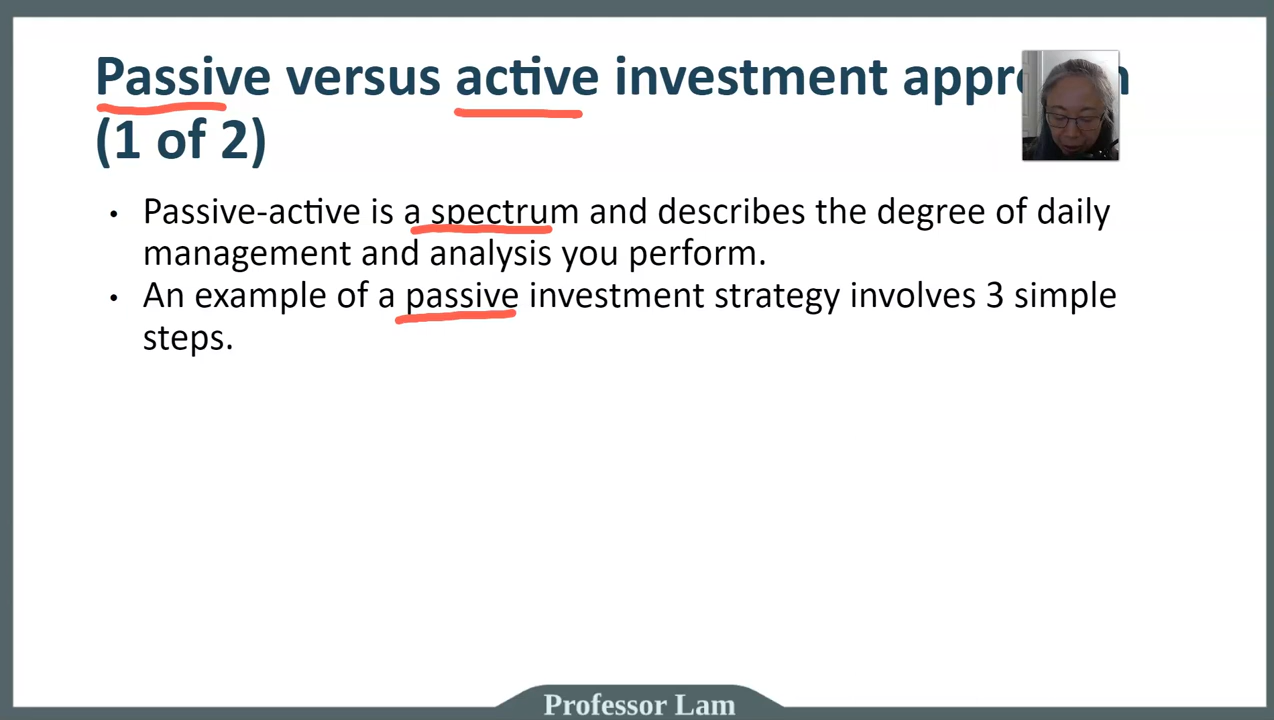 Passive versus active investment
(1 of 2)
• Passive-active is a spectrum and describes the degree of daily
management and analysis you perform.
• An example of a passive investment strategy involves 3 simple
steps.
Professor Lam